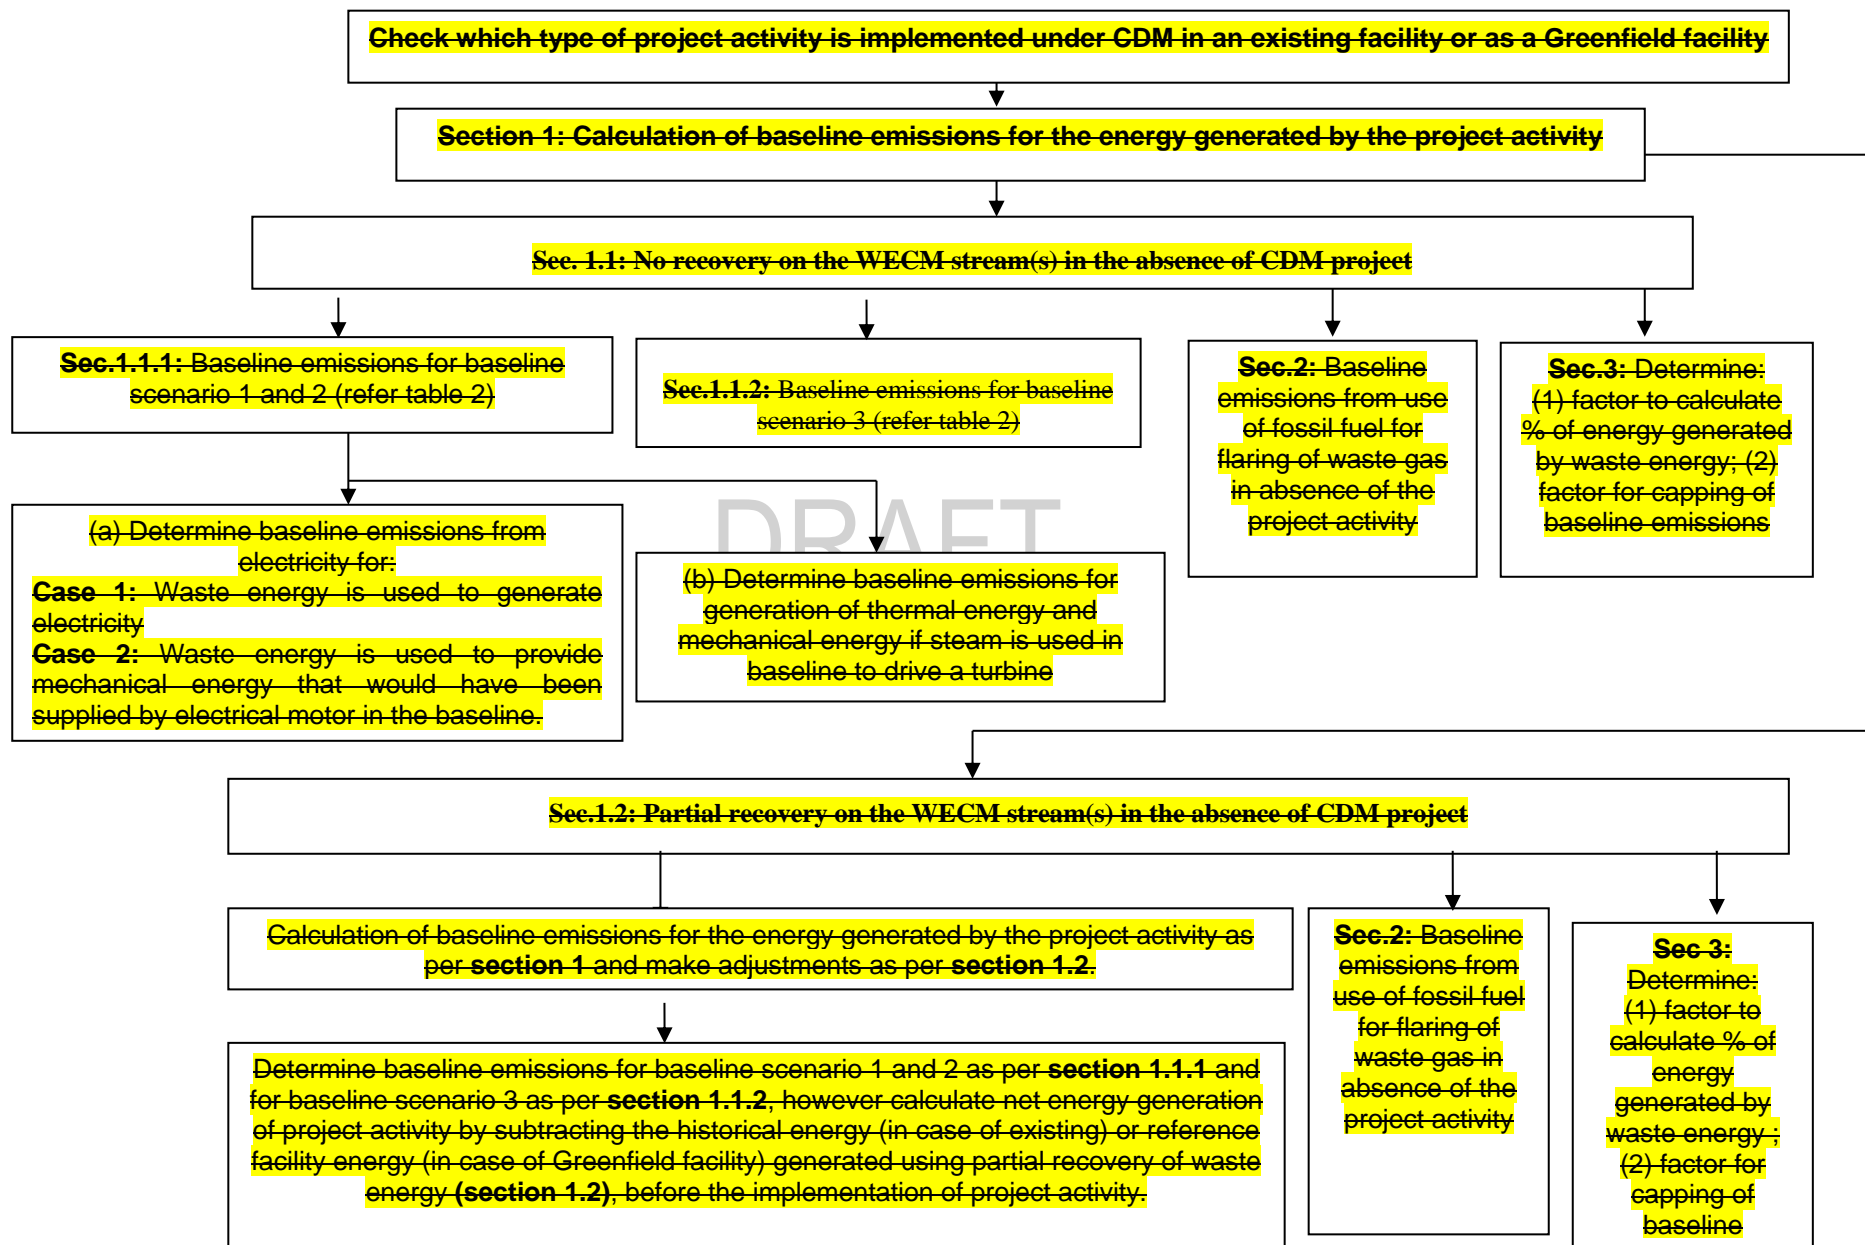 Check which type of project activity is implemented under CDM in an existing facility or as a Greenfield facility
Section 1: Calculation of baseline emissions for the energy generated by the project activity
Sec. 1.1: No recovery on the WECM stream(s) in the absence of CDM project
Sec.1.1.1: Baseline emissions for baseline
scenario 1 and 2 (refer table 2)
Sec.1.1.2: Baseline emissions for baseline
scenario 3 (refer table 2)
Sec.2: Baseline
emissions from use
of fossil fuel for
flaring of waste gas
in absence of the
project activity
Sec.3: Determine:
(1) factor to calculate
% of energy generated
by waste energy; (2)
factor for capping of
baseline emissions
(a) Determine baseline emissions from
electricity for:
Case 1: Waste energy is used to generate
electricity
Case 2: Waste energy is used to provide
mechanical energy that would have been
supplied by electrical motor in the baseline.
DRAFT
(b) Determine baseline emissions for
generation of thermal energy and
mechanical energy if steam is used in
baseline to drive a turbine
Sec.1.2: Partial recovery on the WECM stream(s) in the absence of CDM project
Calculation of baseline emissions for the energy generated by the project activity as
per section 1 and make adjustments as per section 1.2.
Determine baseline emissions for baseline scenario 1 and 2 as per section 1.1.1 and
for baseline scenario 3 as per section 1.1.2, however calculate net energy generation
of project activity by subtracting the historical energy (in case of existing) or reference
facility energy (in case of Greenfield facility) generated using partial recovery of waste
energy (section 1.2), before the implementation of project activity.
Sec.2: Baseline
emissions from
use of fossil fuel
for flaring of
waste gas in
absence of the
project activity
Sec 3:
Determine:
(1) factor to
calculate % of
energy
generated by
waste energy ;
(2) factor for
capping of
baseline